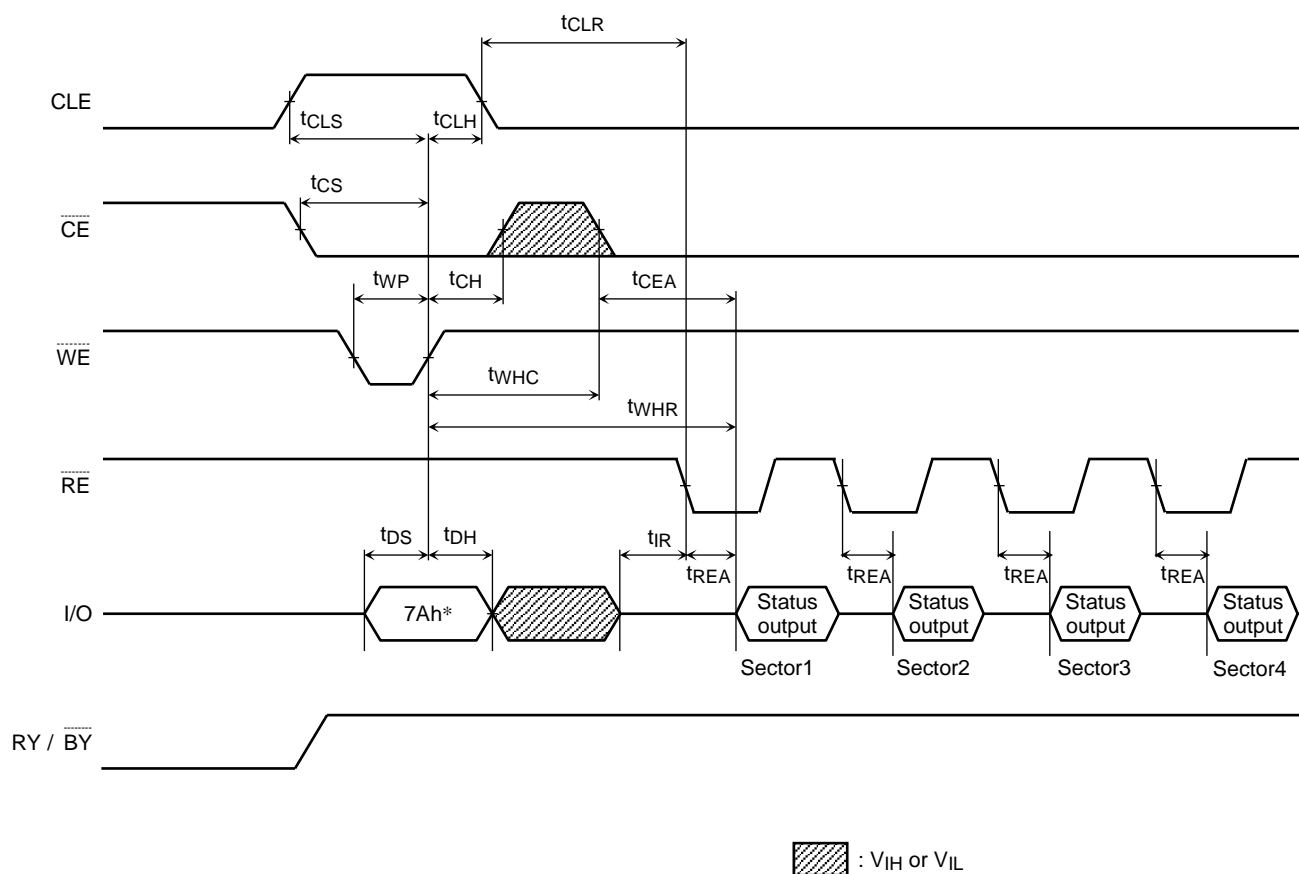 tCLR
CLE
tCLS
tCLH
tCS
CE
tWP
tCH
tCEA
WE
tWHC
tWHR
RE
tDS
tDH
tIR
tREA
tREA
tREA
tREA
I/O
7Ah*
Status output
Status output
Status output
Status output
Sector1
Sector2
Sector3
Sector4
RY / BY
: VIH or VIL